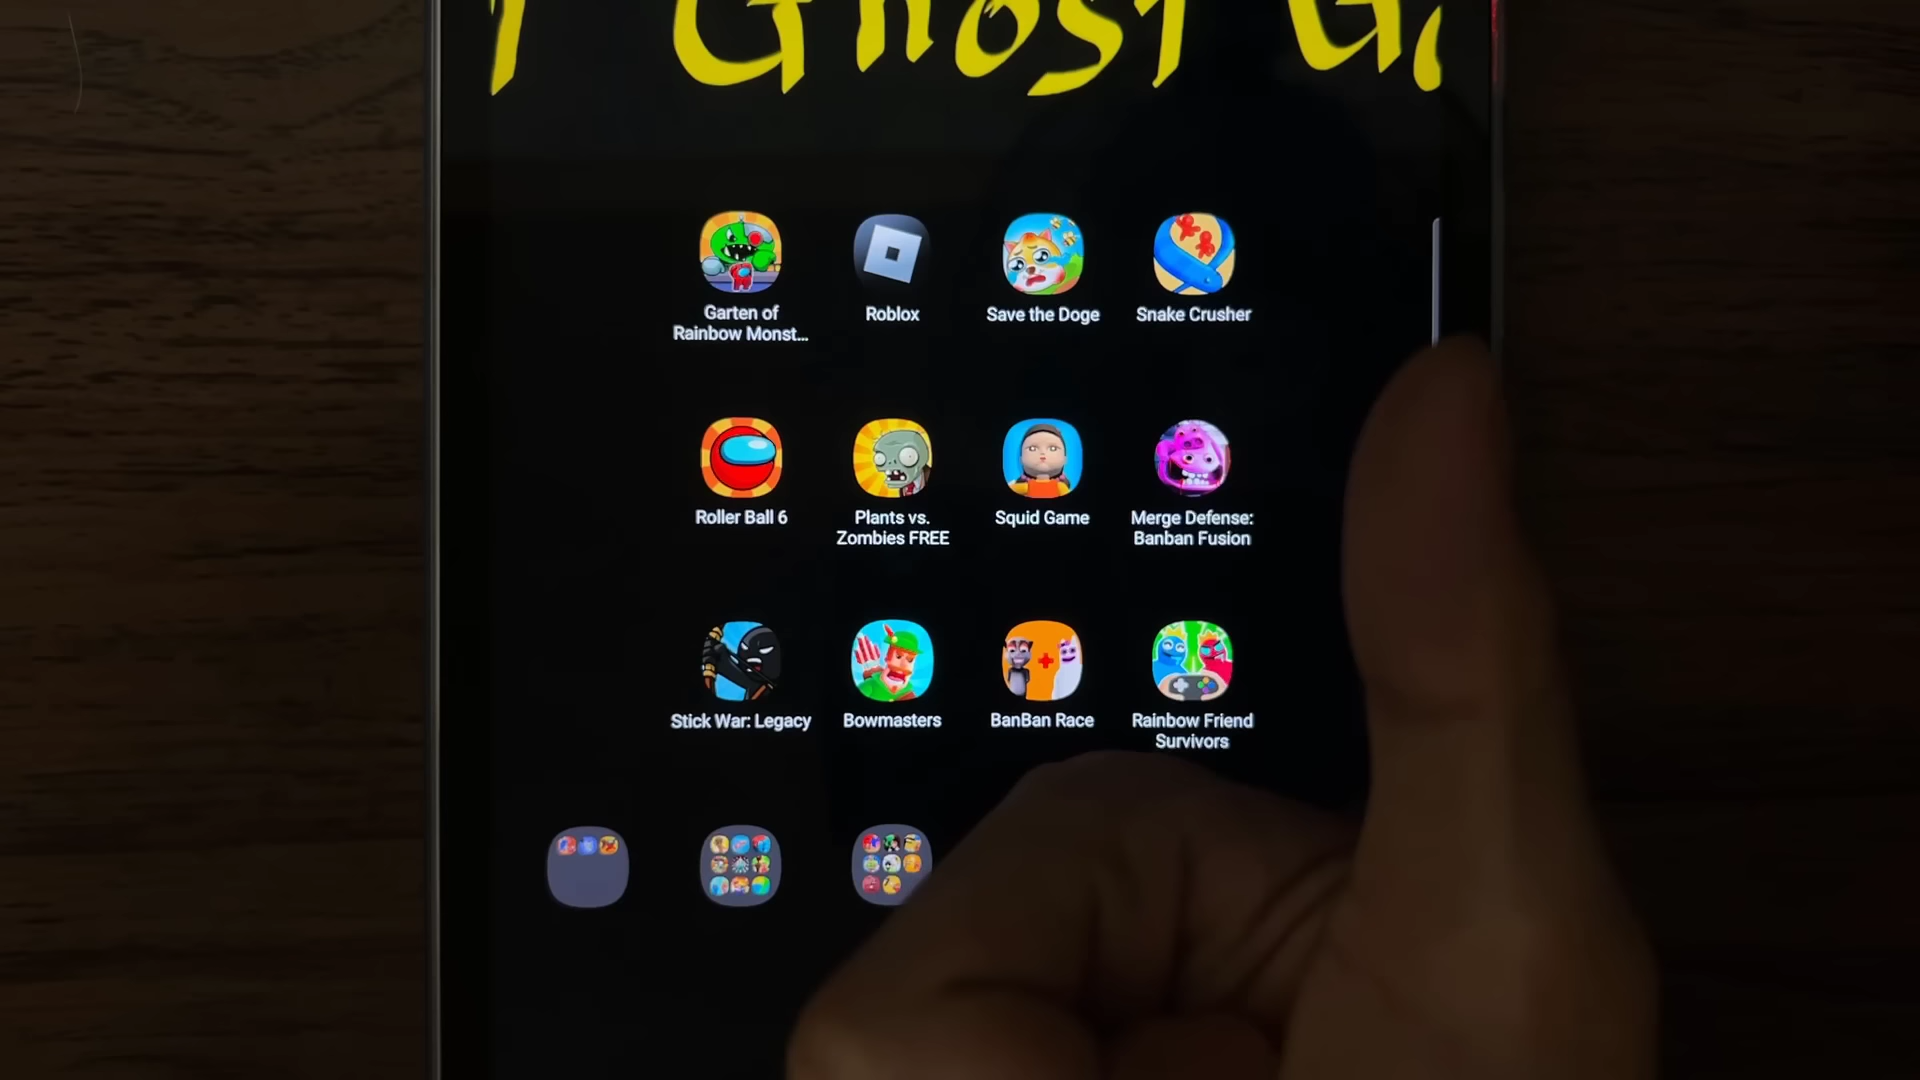 Ghost
Garten of
Rainbow Monst...
Roblox
Save the Doge
Snake Crusher
Roller Ball 6
Plants vs.
Zombies FREE
Squid Game
Merge Defense:
Banban Fusion
Stick War: Legacy
Bowmasters
BanBan Race
Rainbow Friend
Survivors